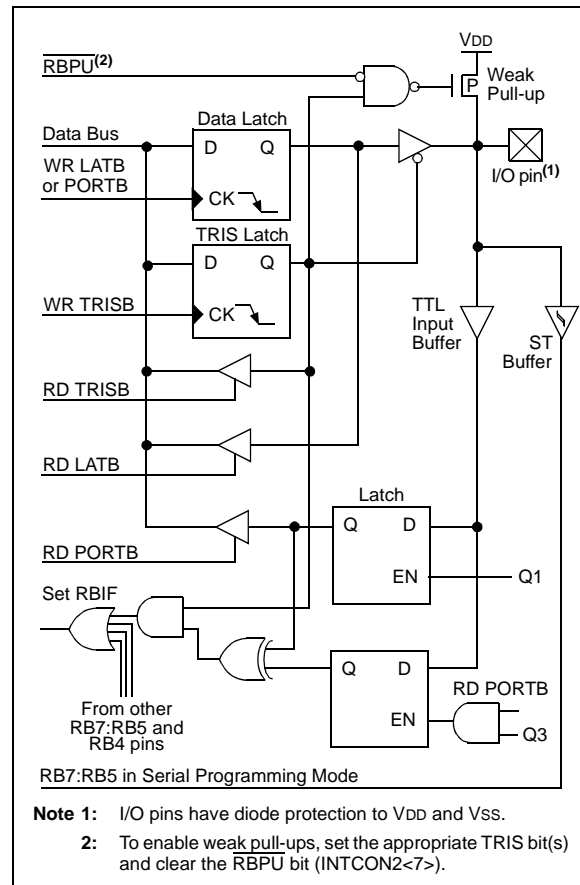 VDD
RBPU(2)
P
Weak
Pull-up
Data Bus
Data Latch
D Q
WR LATB
or PORTB
CK
I/O pin(1)
TRIS Latch
D Q
WR TRISB
CK
TTL
Input
Buffer
ST
Buffer
RD TRISB
RD LATB
Latch
Q D
RD PORTB
EN
Q1
Set RBIF
Q D
RD PORTB
EN
Q3
From other
RB7:RB5 and
RB4 pins
RB7:RB5 in Serial Programming Mode
Note 1: I/O pins have diode protection to VDD and VSS.
2: To enable weak pull-ups, set the appropriate TRIS bit(s)
and clear the RBPU bit (INTCON2<7>).